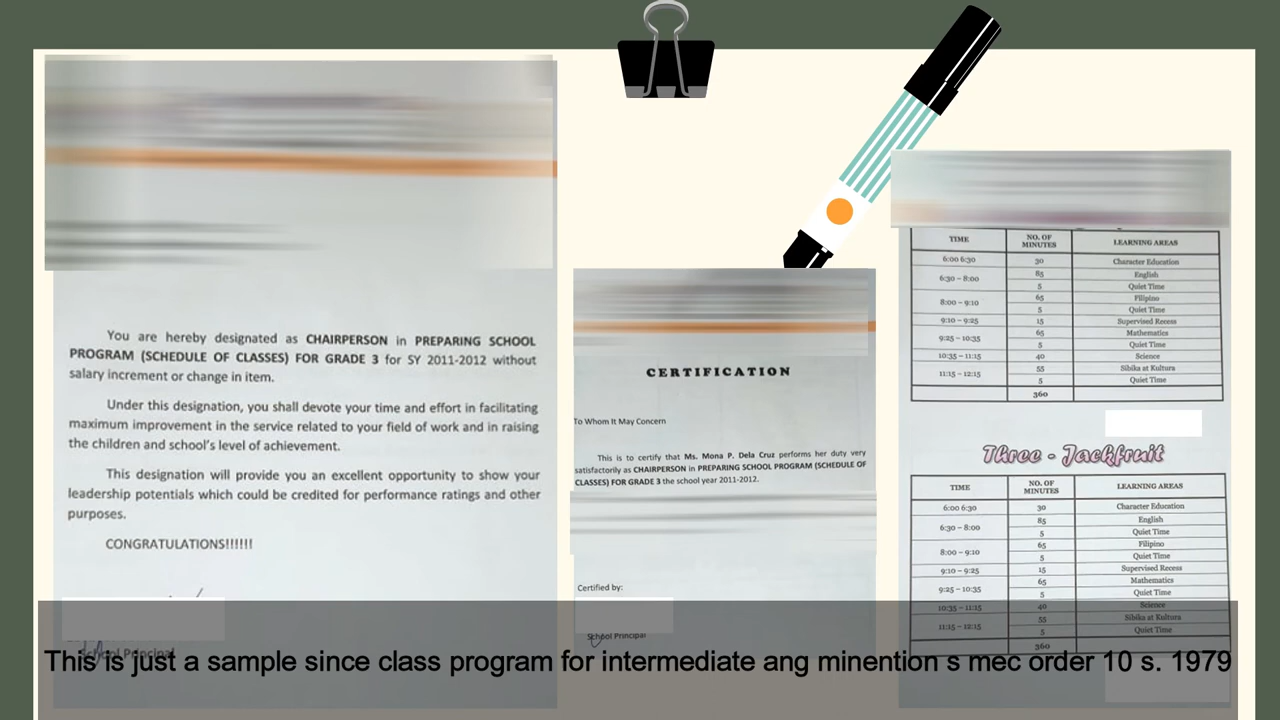 You are hereby designated as CHAIRPERSON in PREPARING SCHOOL
PROGRAM (SCHEDULE OF CLASSES) FOR GRADE 3 for SY 2011-2012 without
salary increment or change in item.
Under this designation, you shall devote your time and effort in facilitating
maximum improvement in the service related to your field of work and in raising
the children and school's level of achievement.
This designation will provide you an excellent opportunity to show your
leadership potentials which could be credited for performance ratings and other
purposes.
CONGRATULATIONS!!!!!!
School Principal
CERTIFICATION
To Whom It May Concern
This is to certify that Ms. Mona P. Dela Cruz performs her duty very
satisfactorily as CHAIRPERSON in PREPARING SCHOOL PROGRAM (SCHEDULE OF
CLASSES) FOR GRADE 3 the school year 2011-2012.
Certified by:
School Principal
TIME NO. OF MINUTES LEARNING AREAS
6:00 6:30 30 Character Education
6:30 – 8:00 85 English
5 Quiet Time
8:00 – 9:10 65 Filipino
5 Quiet Time
9:10 – 9:25 15 Supervised Recess
9:25 – 10:35 65 Mathematics
5 Quiet Time
10:35 – 11:15 40 Science
11:15 – 12:15 55 Sibika at Kultura
5 Quiet Time
360
Three - Jackfruit
TIME NO. OF MINUTES LEARNING AREAS
6:00 6:30 30 Character Education
6:30 – 8:00 85 English
5 Quiet Time
8:00 – 9:10 65 Filipino
5 Quiet Time
9:10 – 9:25 15 Supervised Recess
9:25 – 10:35 65 Mathematics
5 Quiet Time
10:35 – 11:15 40 Science
11:15 – 12:15 55 Sibika at Kultura
5 Quiet Time
360
This is just a sample since class program for intermediate ang minention s mec order 10 s. 1979